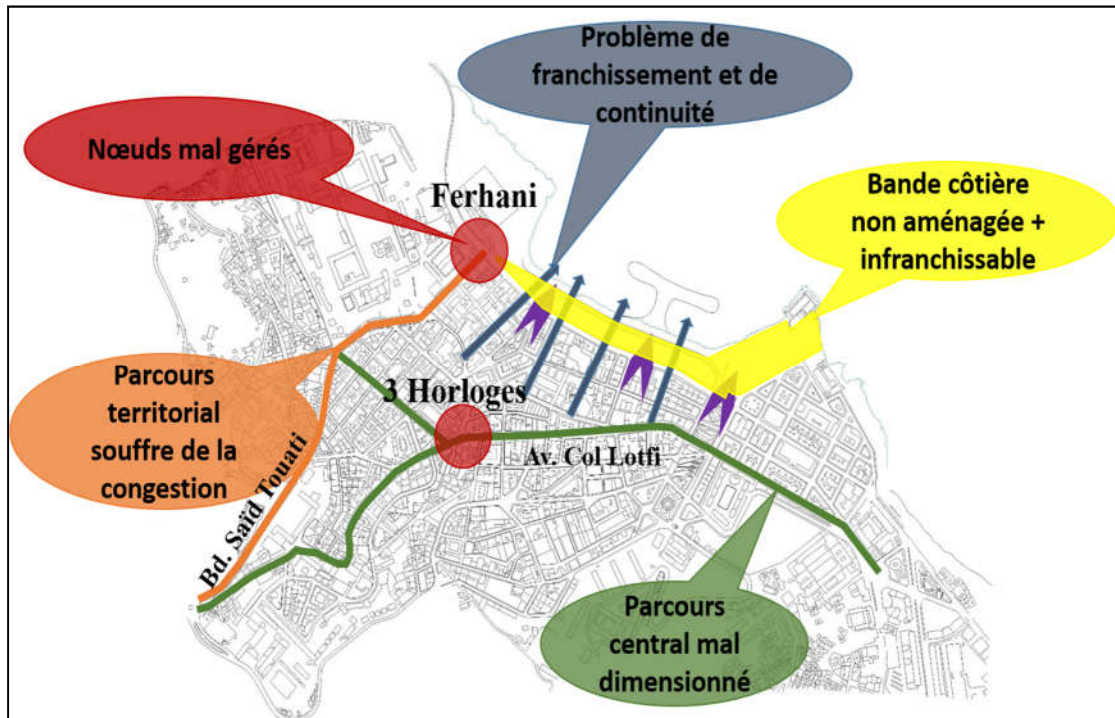 Problème de
franchissement et de
continuité
Nœuds mal gérés
Ferhani
Bande côtière
non aménagée +
infranchissable
Parcours
territorial
souffre de la
congestion
3 Horloges
Av. Col Lotfi
Bd. Saïd Touati
Parcours
central mal
dimensionné